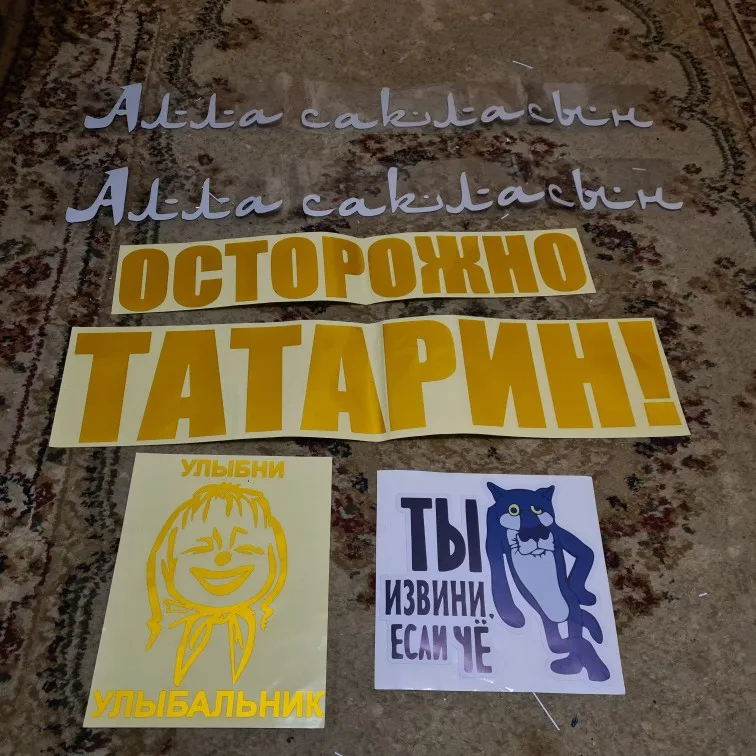 Алла сакласын
Алла сакласын
ОСТОРОЖНО
ТАТАРИН!
УЛЫБНИ
УЛЫБАЛЬНИК
ТЫ
ИЗВИНИ,
ЕСЛИ ЧЁ